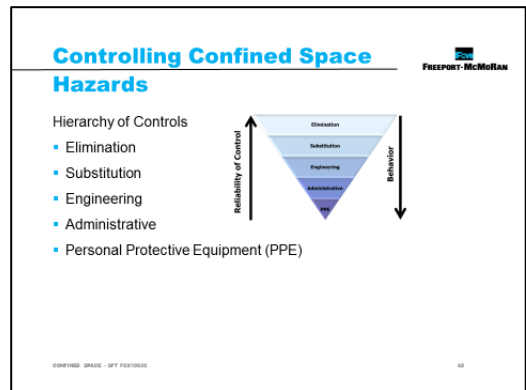 Controlling Confined Space
Hazards
FREEPORT-McMoRAN
Hierarchy of Controls
Elimination
Substitution
Engineering
Administrative
Personal Protective Equipment (PPE)
Reliability of Control
Elimination
Substitution
Engineering
Administrative
PPE
Behavior
CONFINED SPACE - SFT FCX1003C